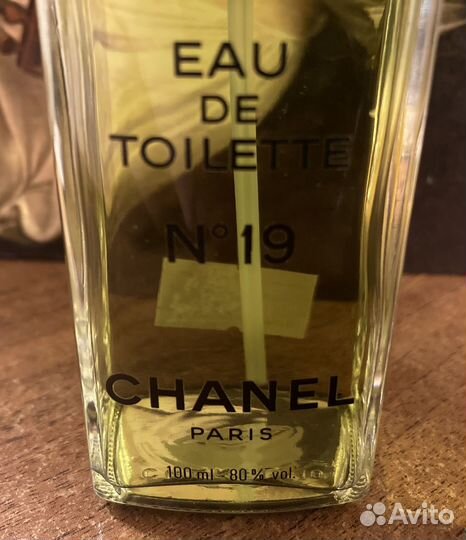 EAU
DE
TOILETTE
N° 19
CHANEL
PARIS
100 ml - 80% vol.
Avito